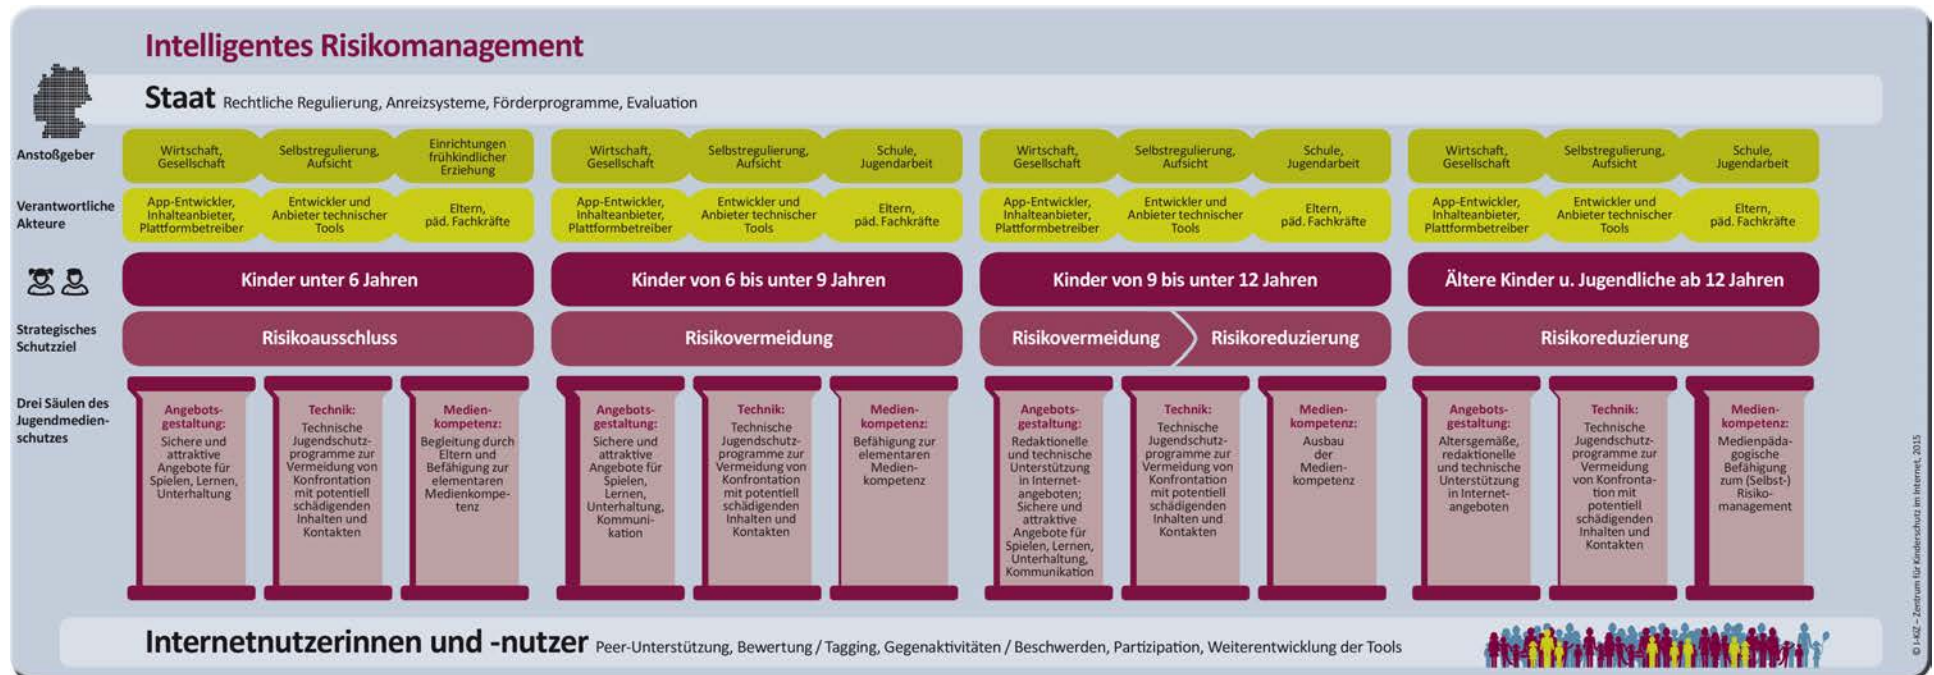 Intelligentes Risikomanagement
Staat Rechtliche Regulierung, Anreizsysteme, Förderprogramme, Evaluation
Anstoßgeber
Wirtschaft,
Gesellschaft
Selbstregulierung,
Aufsicht
Einrichtungen
frühkindlicher
Erziehung
Wirtschaft,
Gesellschaft
Selbstregulierung,
Aufsicht
Schule,
Jugendarbeit
Wirtschaft,
Gesellschaft
Selbstregulierung,
Aufsicht
Schule,
Jugendarbeit
Wirtschaft,
Gesellschaft
Selbstregulierung,
Aufsicht
Schule,
Jugendarbeit
Verantwortliche
Akteure
App-Entwickler,
Inhalteanbieter,
Plattformbetreiber
Entwickler und
Anbieter technischer
Tools
Eltern,
päd. Fachkräfte
App-Entwickler,
Inhalteanbieter,
Plattformbetreiber
Entwickler und
Anbieter technischer
Tools
Eltern,
päd. Fachkräfte
App-Entwickler,
Inhalteanbieter,
Plattformbetreiber
Entwickler und
Anbieter technischer
Tools
Eltern,
päd. Fachkräfte
App-Entwickler,
Inhalteanbieter,
Plattformbetreiber
Entwickler und
Anbieter technischer
Tools
Eltern,
päd. Fachkräfte
Kinder unter 6 Jahren
Kinder von 6 bis unter 9 Jahren
Kinder von 9 bis unter 12 Jahren
Ältere Kinder u. Jugendliche ab 12 Jahren
Strategisches
Schutzziel
Risikoausschluss
Risikovermeidung
Risikovermeidung
Risikoreduzierung
Risikoreduzierung
Drei Säulen des
Jugendmedien-
schutzes
Angebots-
gestaltung:
Sichere und
attraktive
Angebote für
Spielen, Lernen,
Unterhaltung
Technik:
Technische
Jugendschutz-
programme zur
Vermeidung von
Konfrontation
mit potentiell
schädigenden
Inhalten und
Kontakten
Medien-
kompetenz:
Begleitung durch
Eltern und
Befähigung zur
elementaren
Medienkompe-
tenz
Angebots-
gestaltung:
Sichere und
attraktive
Angebote für
Spielen,
Lernen,
Unterhaltung,
Kommuni-
kation
Technik:
Technische
Jugendschutz-
programme zur
Vermeidung von
Konfrontation
mit potentiell
schädigenden
Inhalten und
Kontakten
Medien-
kompetenz:
Befähigung zur
elementaren
Medien-
kompetenz
Angebots-
gestaltung:
Redaktionelle
und technische
Unterstützung
in Internet-
angeboten;
Sichere und
attraktive
Angebote für
Spielen, Lernen,
Unterhaltung,
Kommunikation
Technik:
Technische
Jugendschutz-
programme zur
Vermeidung von
Konfrontation
mit potentiell
schädigenden
Inhalten und
Kontakten
Medien-
kompetenz:
Ausbau
der
Medien-
kompetenz
Angebots-
gestaltung:
Altersgemäße,
redaktionelle
und technische
Unterstützung
in Internet-
angeboten
Technik:
Technische
Jugendschutz-
programme zur
Vermeidung
von Konfronta-
tion mit
potentiell
schädigenden
Inhalten und
Kontakten
Medien-
kompetenz:
Medienpäda-
gogische
Befähigung
zum (Selbst-)
Risiko-
management
Internetnutzerinnen und -nutzer Peer-Unterstützung, Bewertung / Tagging, Gegenaktivitäten / Beschwerden, Partizipation, Weiterentwicklung der Tools
© I-KiZ – Zentrum für Kinderschutz im Internet, 2015